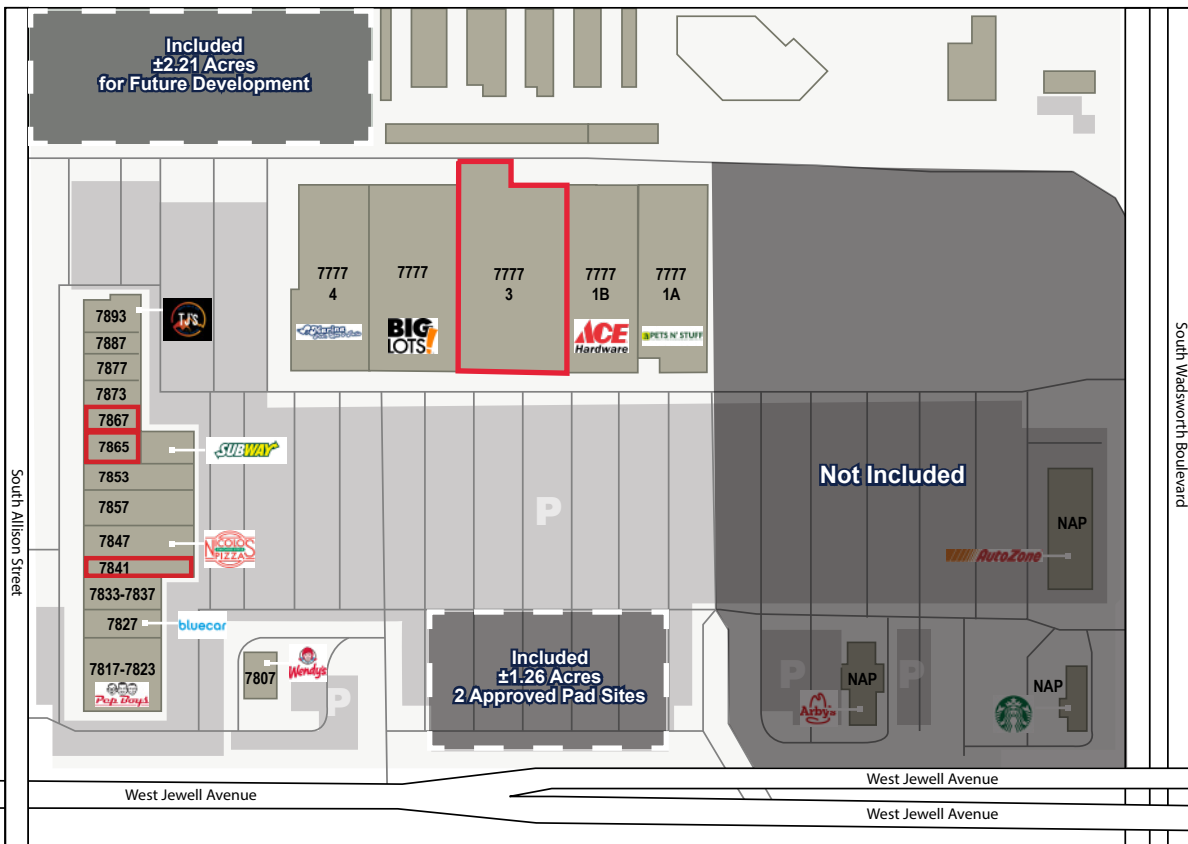 Included
±2.21 Acres
for Future Development
7777
4
7777
BIG
LOTS!
7777
3
7777
1B
ACE
Hardware
7777
1A
PETS N' STUFF
7893
TJ'S
7887
7877
7873
7867
7865
SUBWAY
7853
7857
7847
NICOLO'S
PIZZA
7841
7833-7837
7827
bluecar
7817-7823
Pep Boys
7807
Wendy's
P
P
Included
±1.26 Acres
2 Approved Pad Sites
Not Included
NAP
AutoZone
P
P
NAP
Arby's
NAP
South Allison Street
South Wadsworth Boulevard
West Jewell Avenue
West Jewell Avenue
West Jewell Avenue